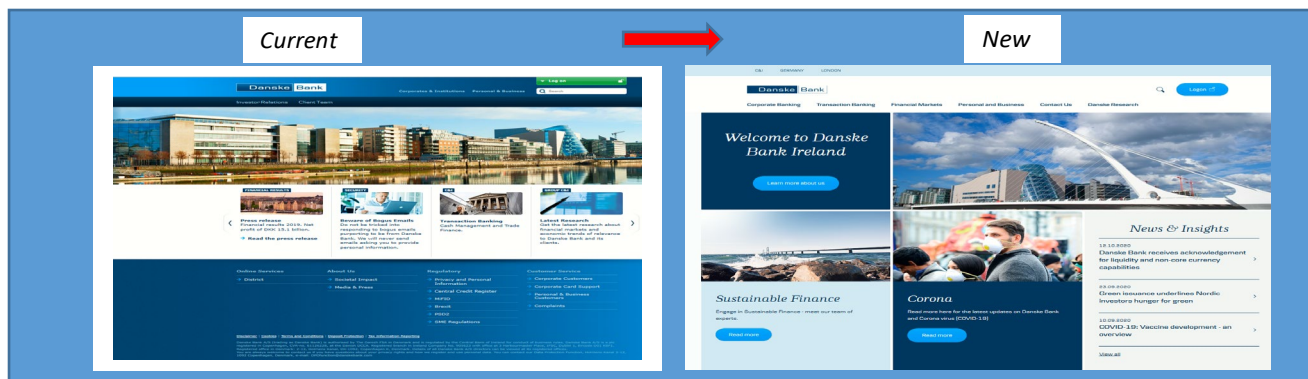 Current
New
Log on
Danske Bank
Corporates & Institutions Personal & Business
Search
Investor Relations Client Team
FINANCIAL RESULTS
Press release
Financial results 2019. Net
profit of DKK 15.1 billion.
Read the press release
SECURITY
Beware of Bogus Emails
Do not be tricked into
responding to bogus emails
purporting to be from Danske
Bank. We will never send
emails asking you to provide
personal information.
C&I
Transaction Banking
Cash Management and Trade
Finance.
GROUP C&I
Latest Research
Get the latest research about
financial markets and
economic trends of relevance
to Danske Bank and its
clients.
Online Services
District
About Us
Societal Impact
Media & Press
Regulatory
Privacy and Personal
Information
Central Credit Register
MiFID
Brexit
PSD2
SME Regulations
Customer Service
Corporate Customers
Corporate Card Support
Personal & Business
Customers
Complaints
C&I GERMANY LONDON
Danske Bank
Logon
Corporate Banking Transaction Banking Financial Markets Personal and Business Contact Us Danske Research
Welcome to Danske
Bank Ireland
Learn more about us
Sustainable Finance
Engage in Sustainable Finance - meet our team of
experts.
Read more
Corona
Read more here for the latest updates on Danske Bank
and Corona virus (COVID-19)
Read more
News & Insights
12.10.2020
Danske Bank receives acknowledgement
for liquidity and non-core currency
capabilities
23.09.2020
Green issuance underlines Nordic
Investors hunger for green
10.09.2020
COVID-19: Vaccine development - an
overview
View all